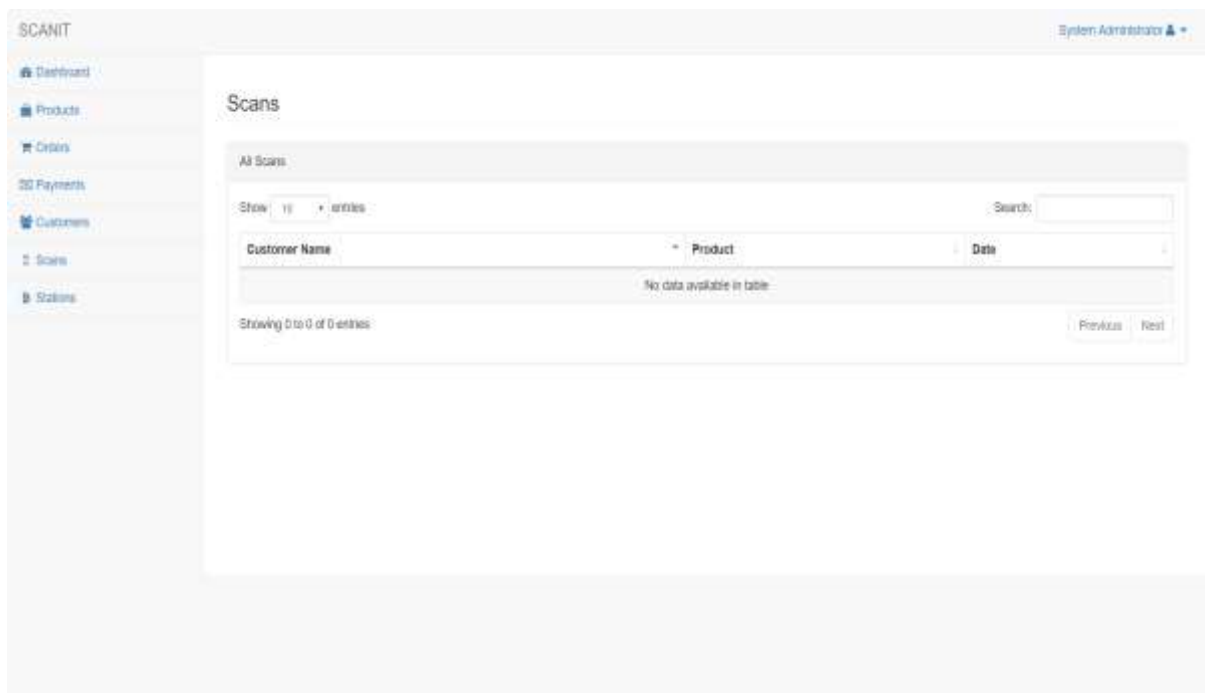 SCANIT
System Administrator
Dashboard
Products
Orders
Payments
Customers
Scans
Stations
Scans
All Scans
Show 10 entries
Search:
Customer Name Product Date
No data available in table
Showing 0 to 0 of 0 entries
Previous Next